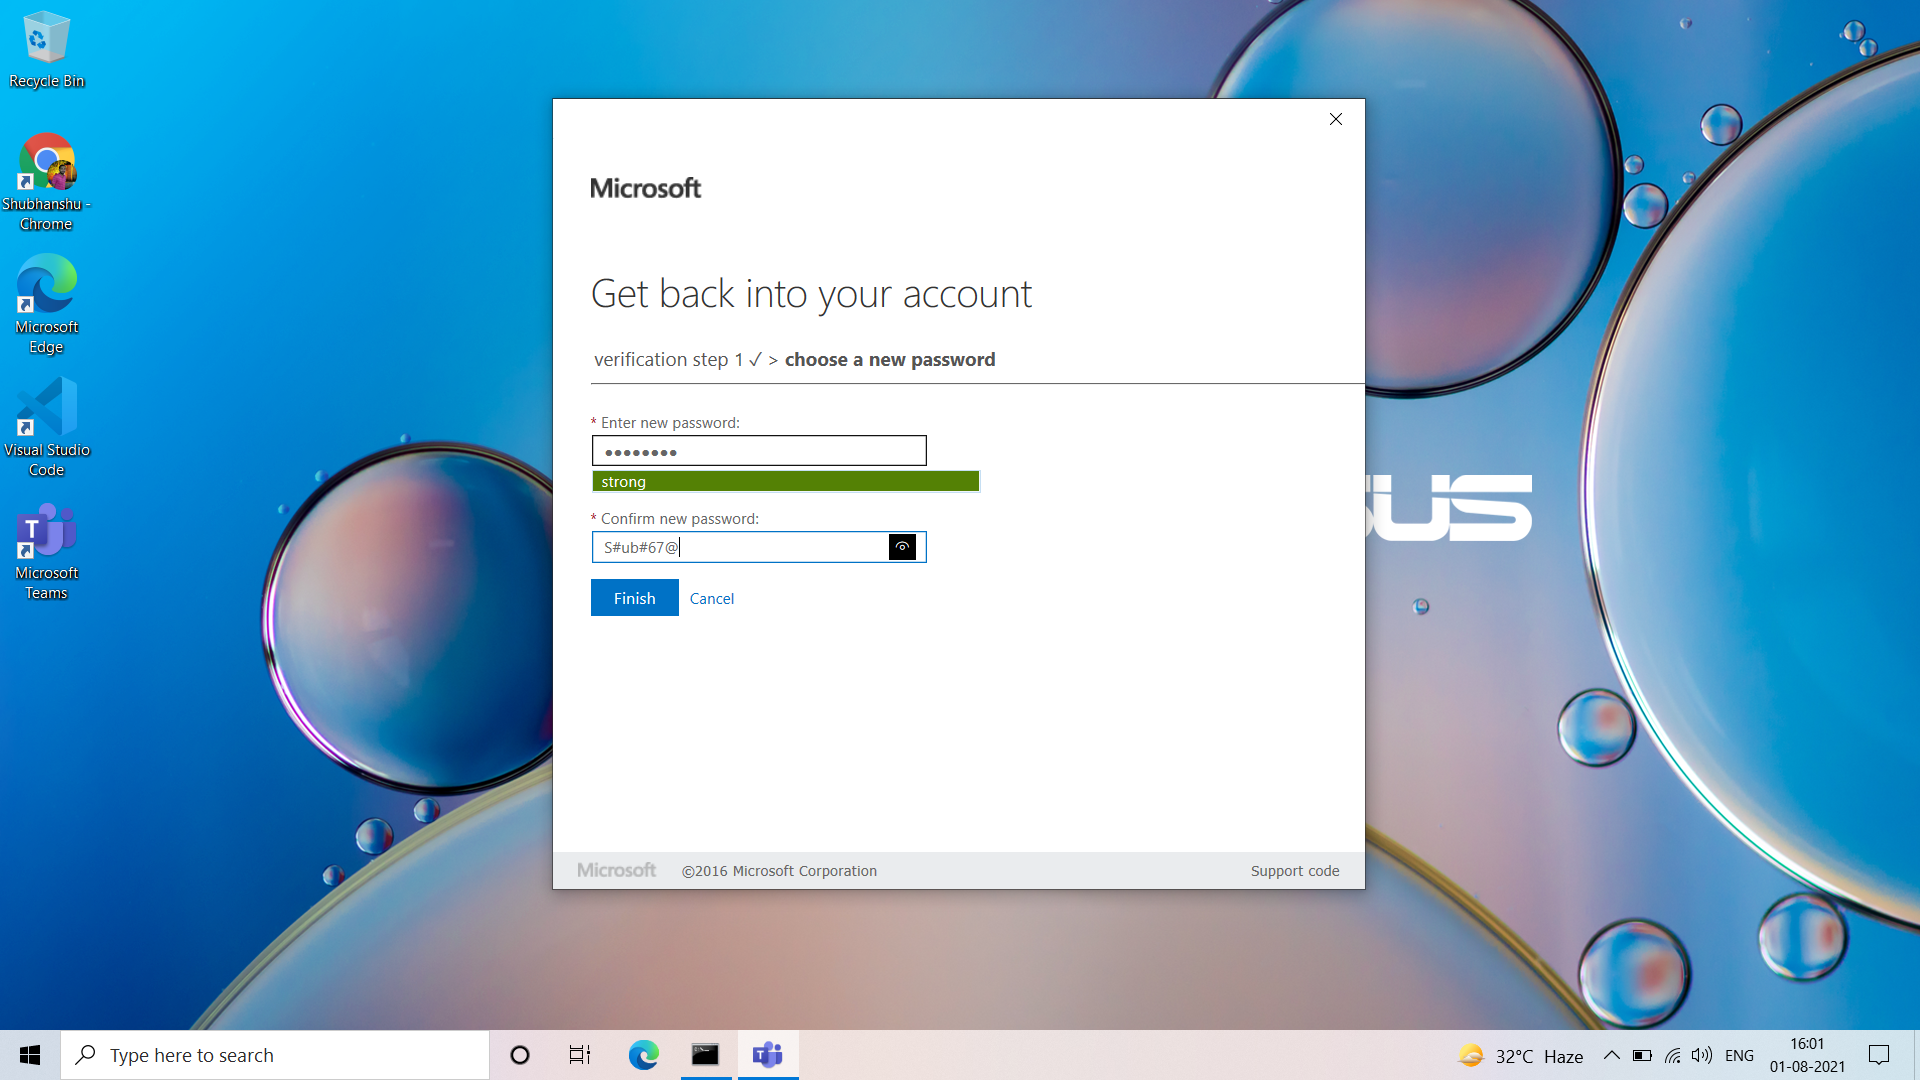 Recycle Bin
Shubhanshu -
Chrome
Microsoft
Edge
Visual Studio
Code
Microsoft
Teams
Microsoft
Get back into your account
verification step 1 ✓ > choose a new password
* Enter new password:
●●●●●●●●
strong
* Confirm new password:
S#ub#67@
Finish Cancel
Microsoft ©2016 Microsoft Corporation Support code
SUS
Type here to search
32°C Haze ENG
16:01
01-08-2021